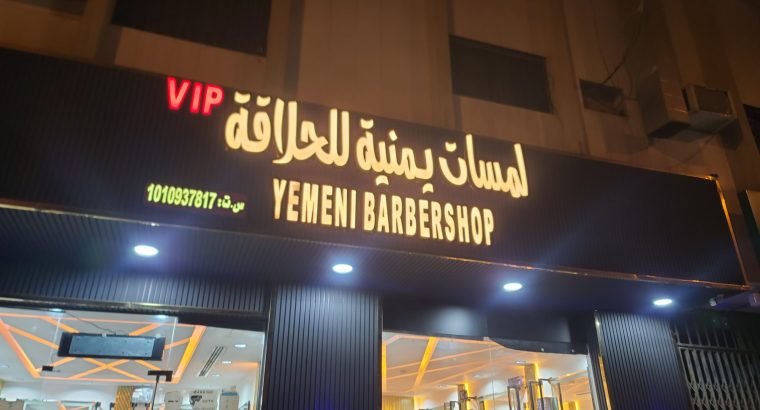 VIP
لمسات يمنية للحلاقة
YEMENI BARBERSHOP
س.ت: 1010937817